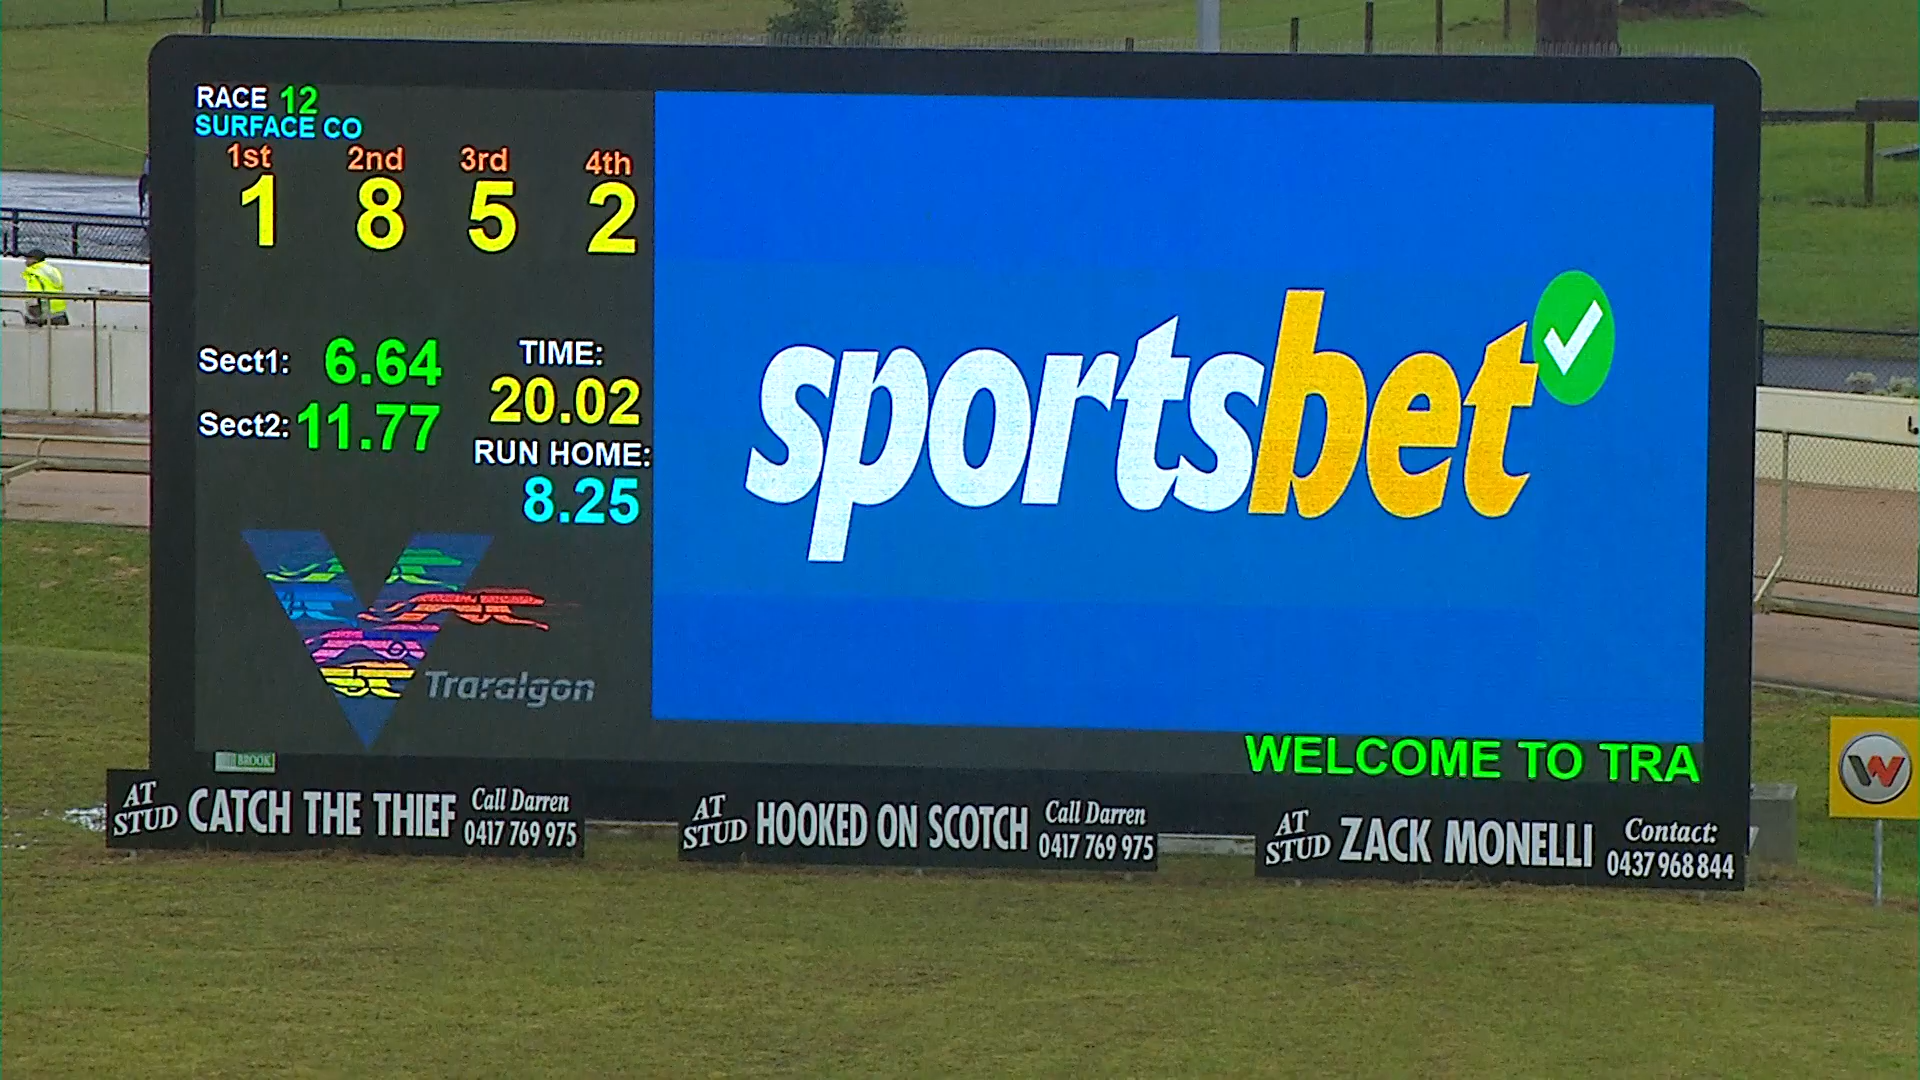 RACE 12
SURFACE CO
1st 2nd 3rd 4th
1 8 5 2
Sect1: 6.64
Sect2: 11.77
TIME:
20.02
RUN HOME:
8.25
Traralgon
sportsbet
WELCOME TO TRA
BROOK
AT STUD CATCH THE THIEF Call Darren 0417 769 975
AT STUD HOOKED ON SCOTCH Call Darren 0417 769 975
AT STUD ZACK MONELLI Contact: 0437 968 844
W